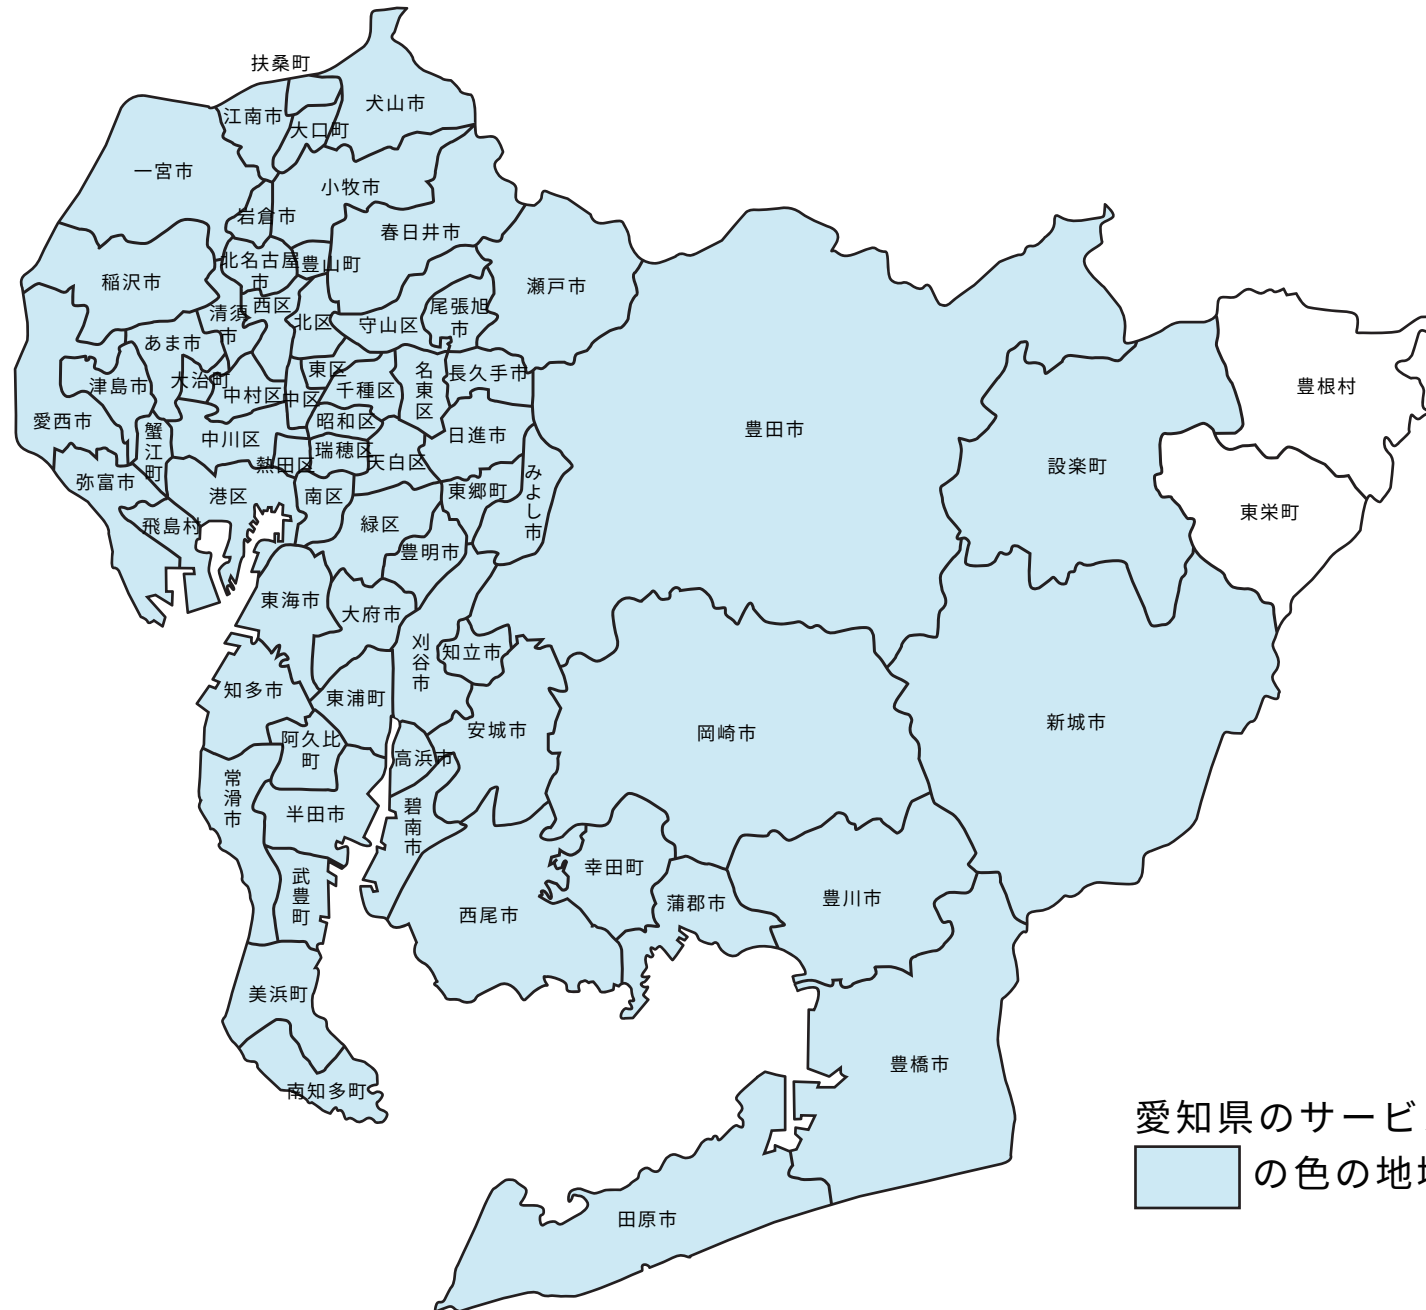 扶桑町
犬山市
江南市
大口町
一宮市
小牧市
岩倉市
春日井市
北名古屋
市
豊山町
稲沢市
瀬戸市
西区
清須
市
尾張旭
市
北区
守山区
あま市
東区
名東区
長久手市
大治町
津島市
千種区
中村区
中区
豊根村
愛西市
昭和区
豊田市
蟹江町
中川区
日進市
瑞穂区
天白区
熱田区
設楽町
弥富市
港区
南区
東郷町
みよし市
飛島村
緑区
東栄町
豊明市
東海市
大府市
刈谷市
知立市
知多市
東浦町
新城市
安城市
岡崎市
阿久比
町
高浜市
常滑市
半田市
碧南市
幸田町
武豊町
蒲郡市
豊川市
西尾市
美浜町
豊橋市
南知多町
愛知県のサービ
の色の地
田原市